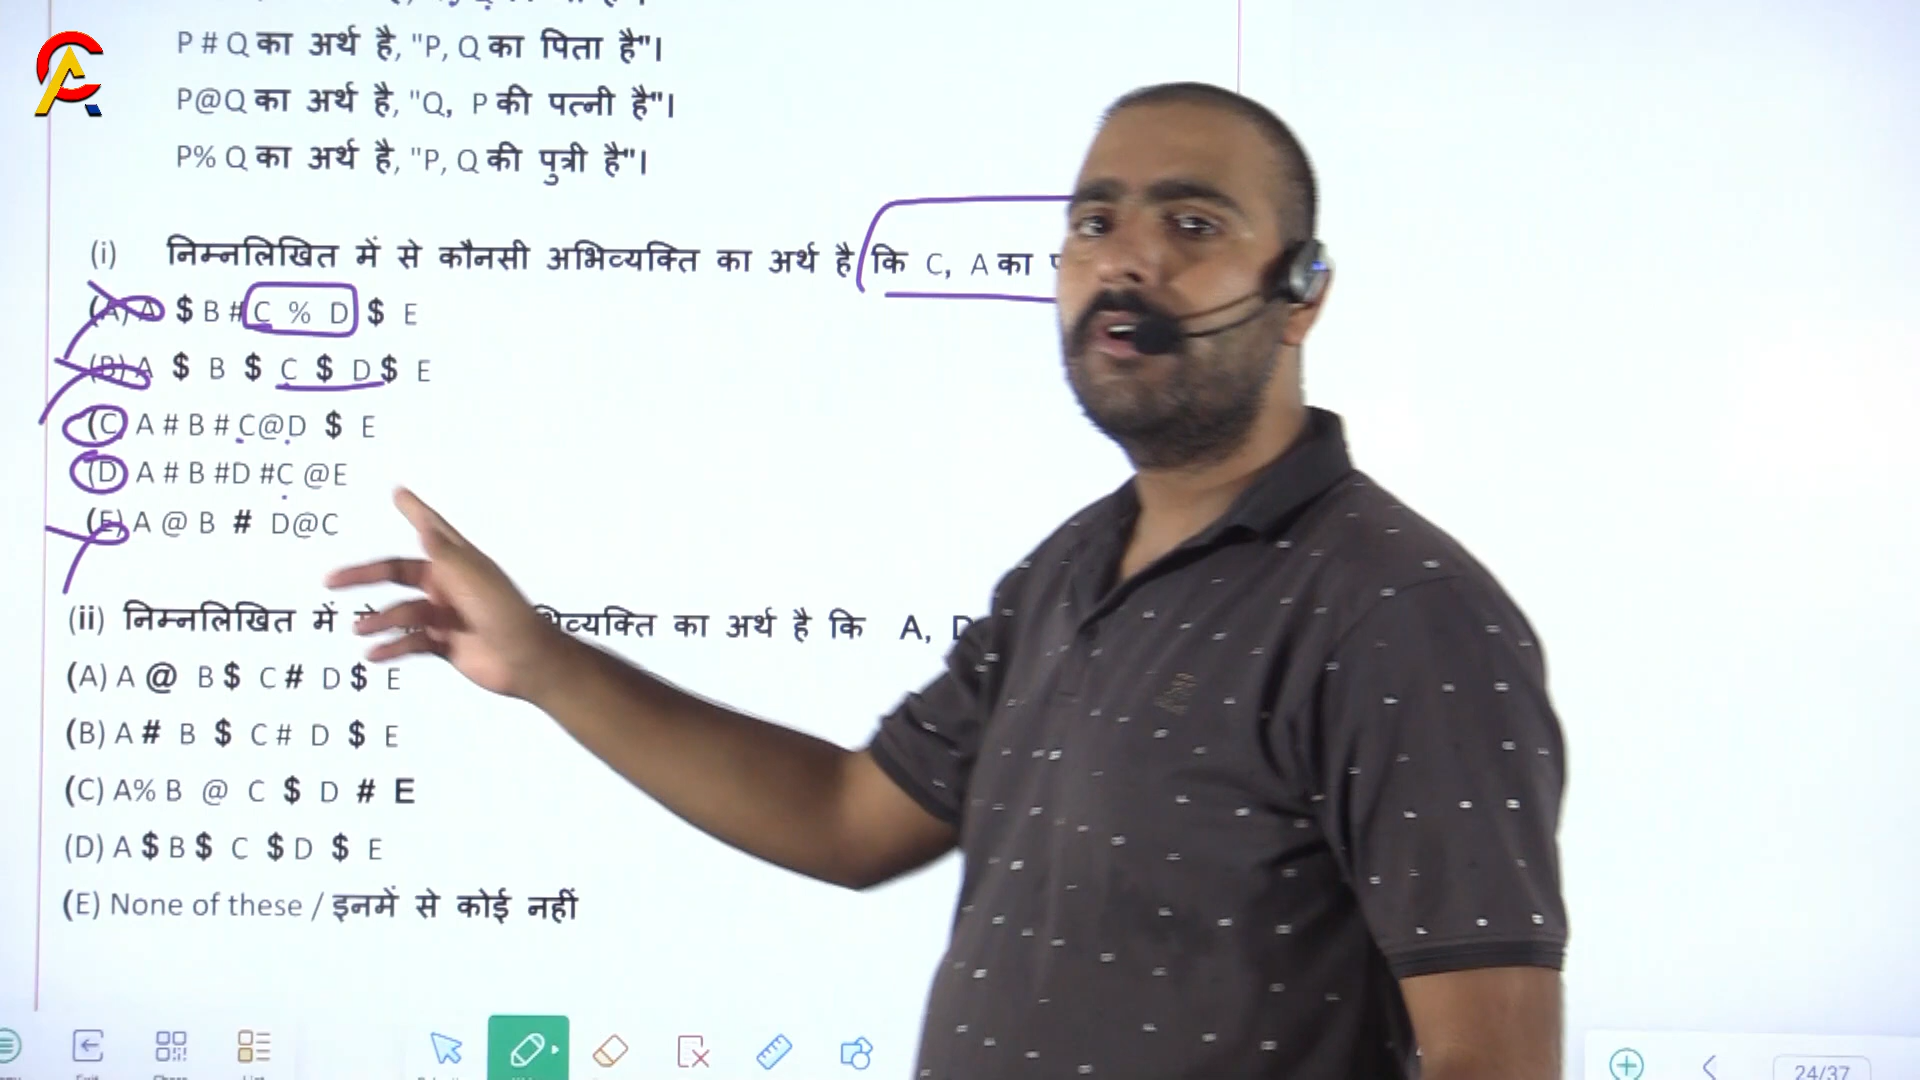 P # Q का अर्थ है, "P, Q का पिता है"।
P@Q का अर्थ है, "Q, P की पत्नी है"।
P% Q का अर्थ है, "P, Q की पुत्री है"।
(i) निम्नलिखित में से कौनसी अभिव्यक्ति का अर्थ है कि C, A का
(A) A $ B # C % D $ E
(B) A $ B $ C $ D $ E
(C) A # B # C@D $ E
(D) A # B #D #C @E
(E) A @ B # D@C
(ii) निम्नलिखित में का अर्थ है कि A, D
(A) A @ B $ C # D $ E
(B) A # B $ C # D $ E
(C) A% B @ C $ D # E
(D) A $ B $ C $ D $ E
(E) None of these / इनमें से कोई नहीं
24/37